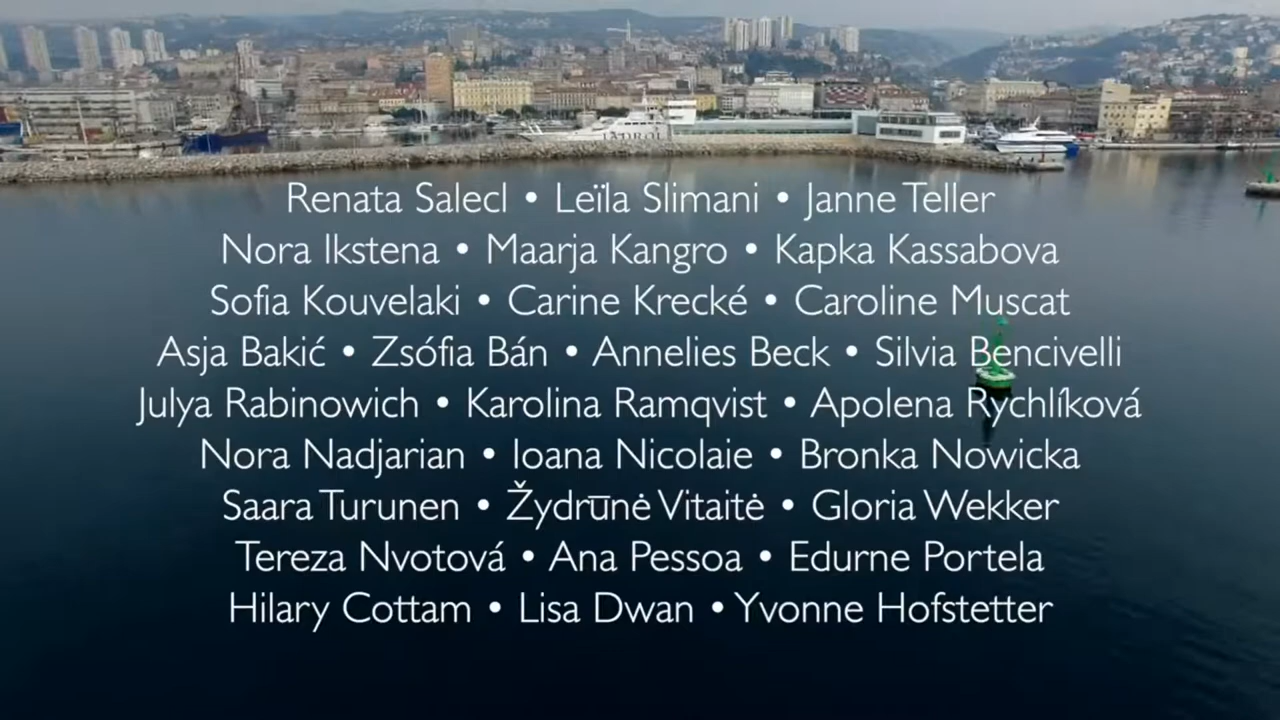 JADROL
Renata Salecl • Leïla Slimani • Janne Teller
Nora Ikstena • Maarja Kangro • Kapka Kassabova
Sofia Kouvelaki • Carine Krecké • Caroline Muscat
Asja Bakić • Zsófia Bán • Annelies Beck • Silvia Bencivelli
Julya Rabinowich • Karolina Ramqvist • Apolena Rychlíková
Nora Nadjarian • Ioana Nicolaie • Bronka Nowicka
Saara Turunen • Žydrūnė Vitaitė • Gloria Wekker
Tereza Nvotová • Ana Pessoa • Edurne Portela
Hilary Cottam • Lisa Dwan • Yvonne Hofstetter